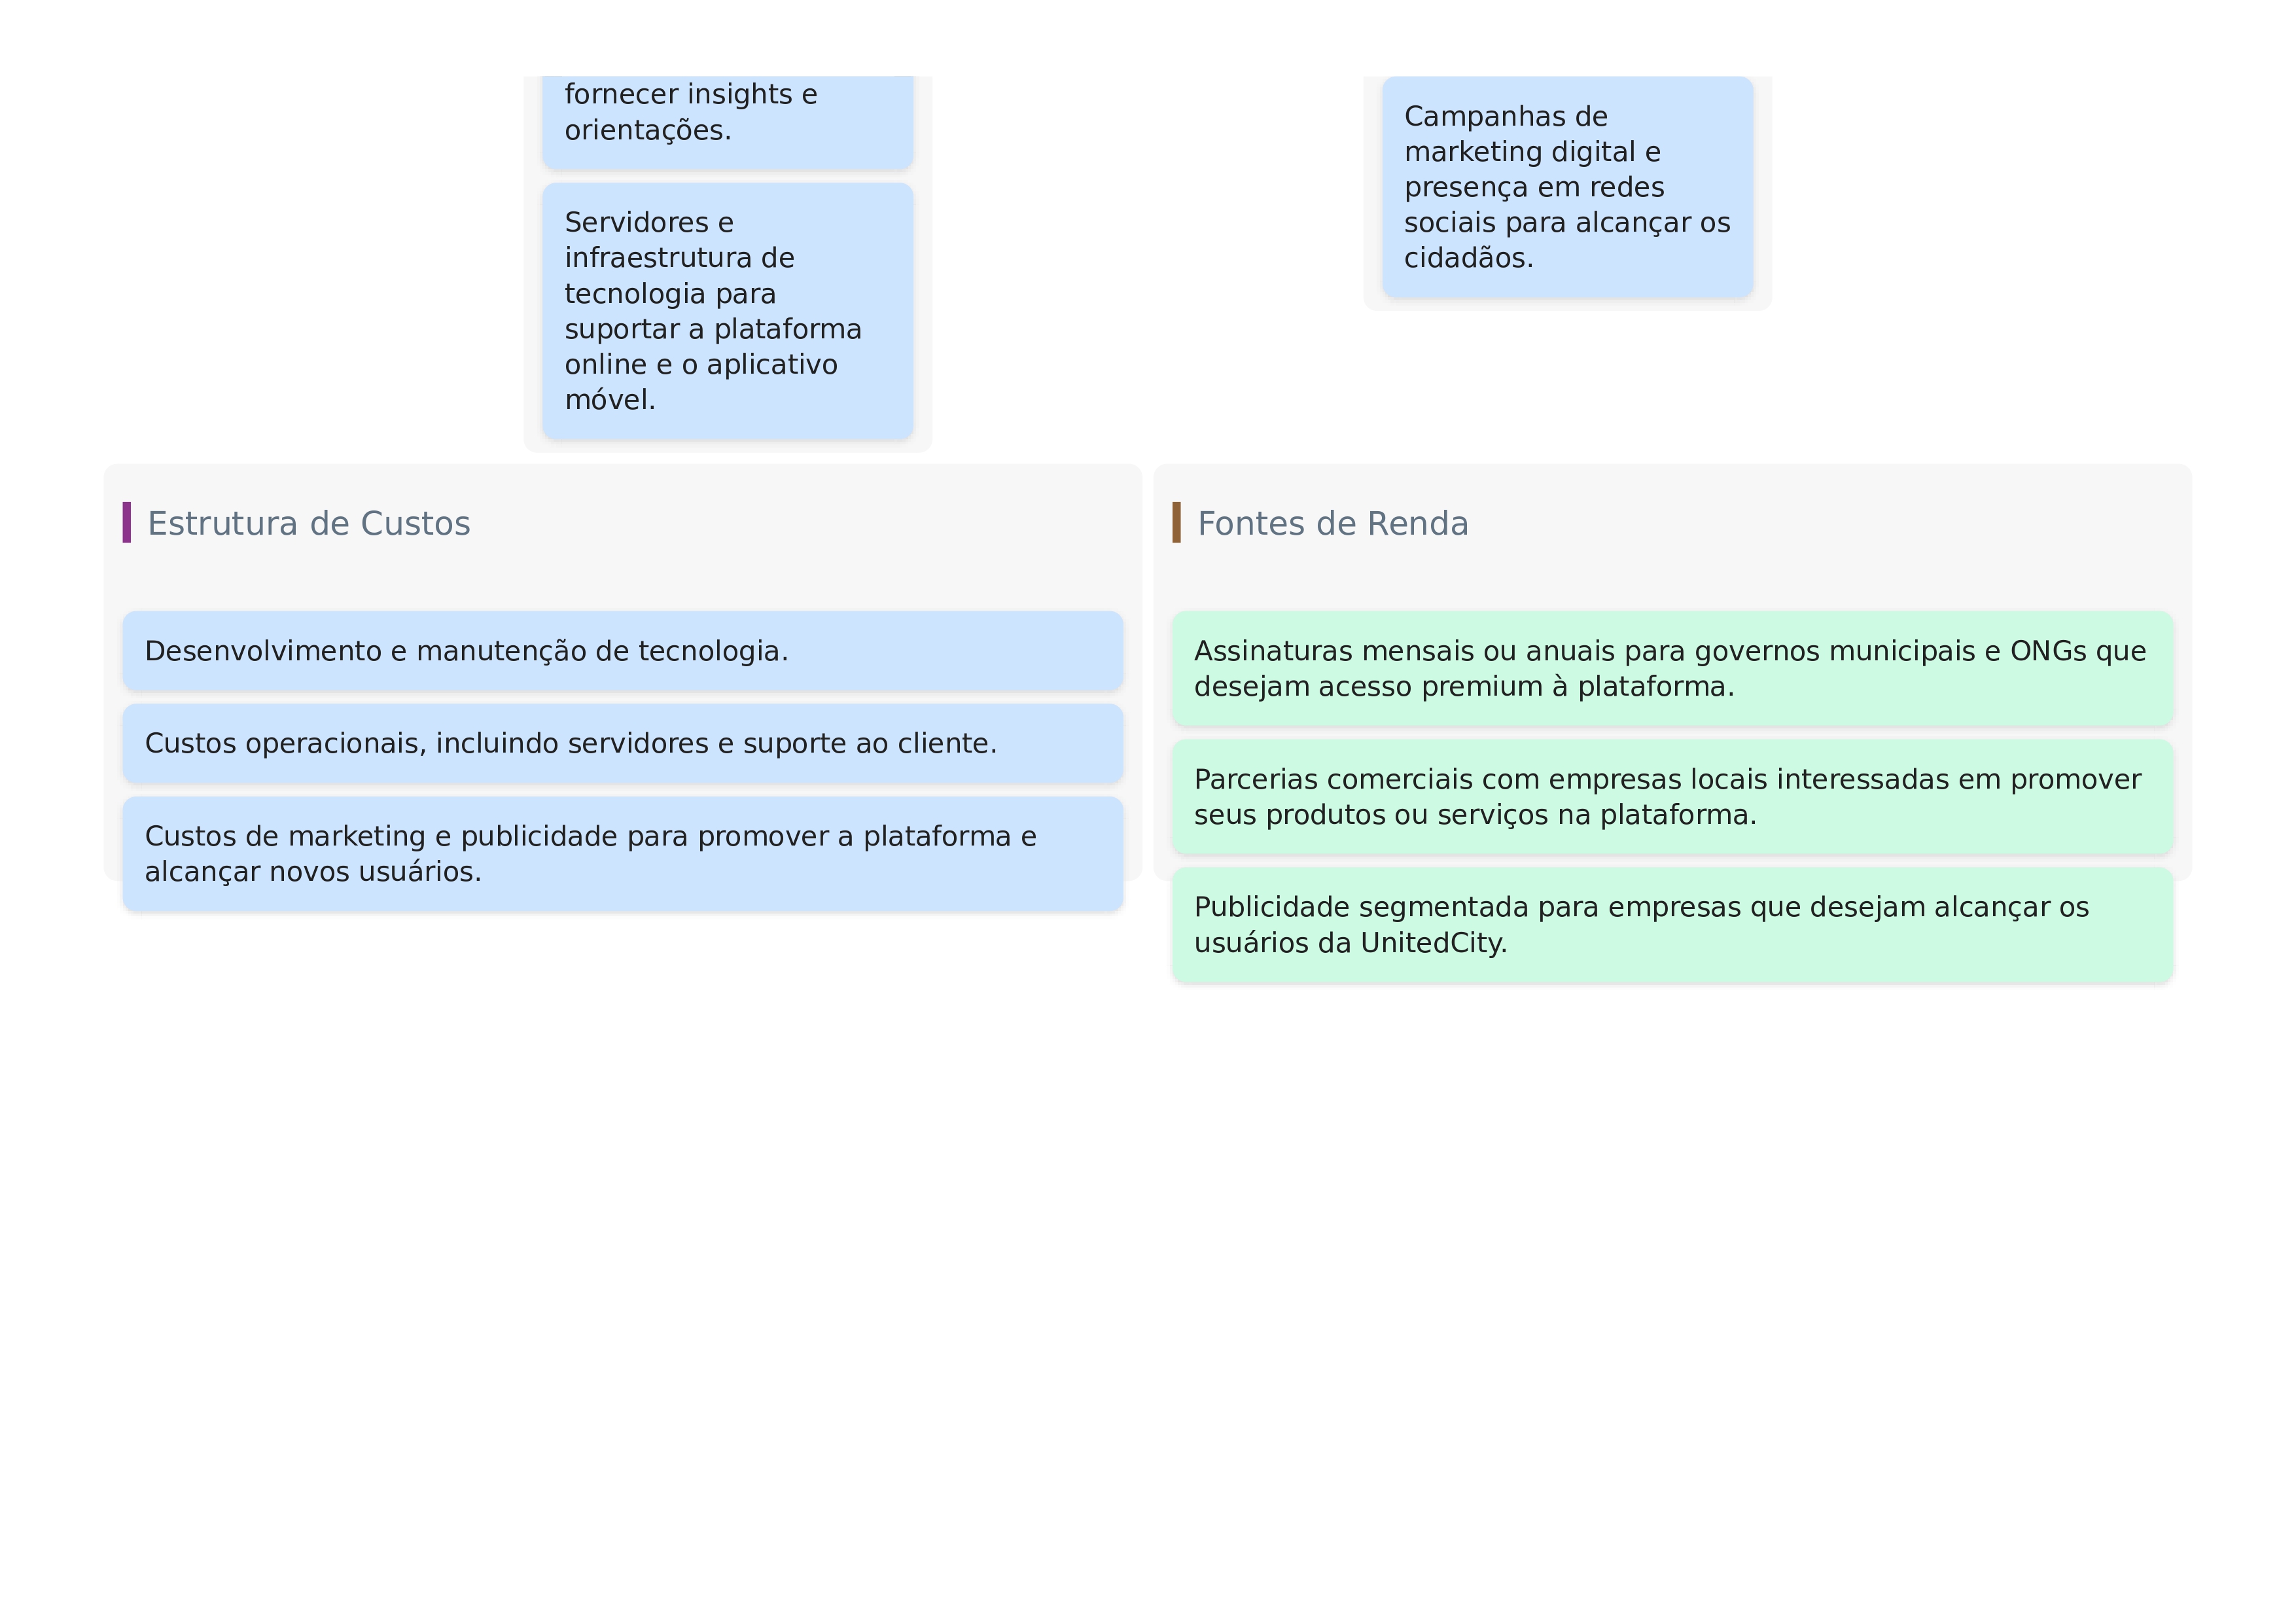 fornecer insights e
orientações.
Servidores e
infraestrutura de
tecnologia para
suportar a plataforma
online e o aplicativo
móvel.
Campanhas de
marketing digital e
presença em redes
sociais para alcançar os
cidadãos.
Estrutura de Custos
Desenvolvimento e manutenção de tecnologia.
Custos operacionais, incluindo servidores e suporte ao cliente.
Custos de marketing e publicidade para promover a plataforma e
alcançar novos usuários.
Fontes de Renda
Assinaturas mensais ou anuais para governos municipais e ONGs que
desejam acesso premium à plataforma.
Parcerias comerciais com empresas locais interessadas em promover
seus produtos ou serviços na plataforma.
Publicidade segmentada para empresas que desejam alcançar os
usuários da UnitedCity.